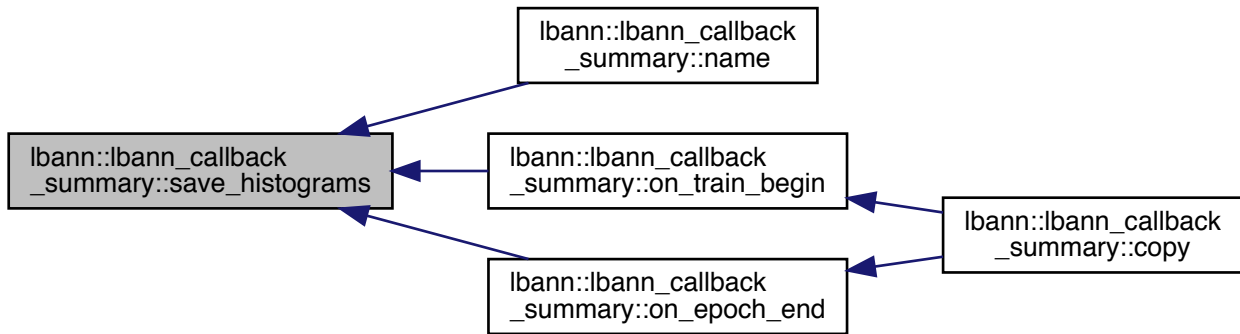 lbann::lbann_callback
_summary::save_histograms
lbann::lbann_callback
_summary::name
lbann::lbann_callback
_summary::on_train_begin
lbann::lbann_callback
_summary::on_epoch_end
lbann::lbann_callback
_summary::copy